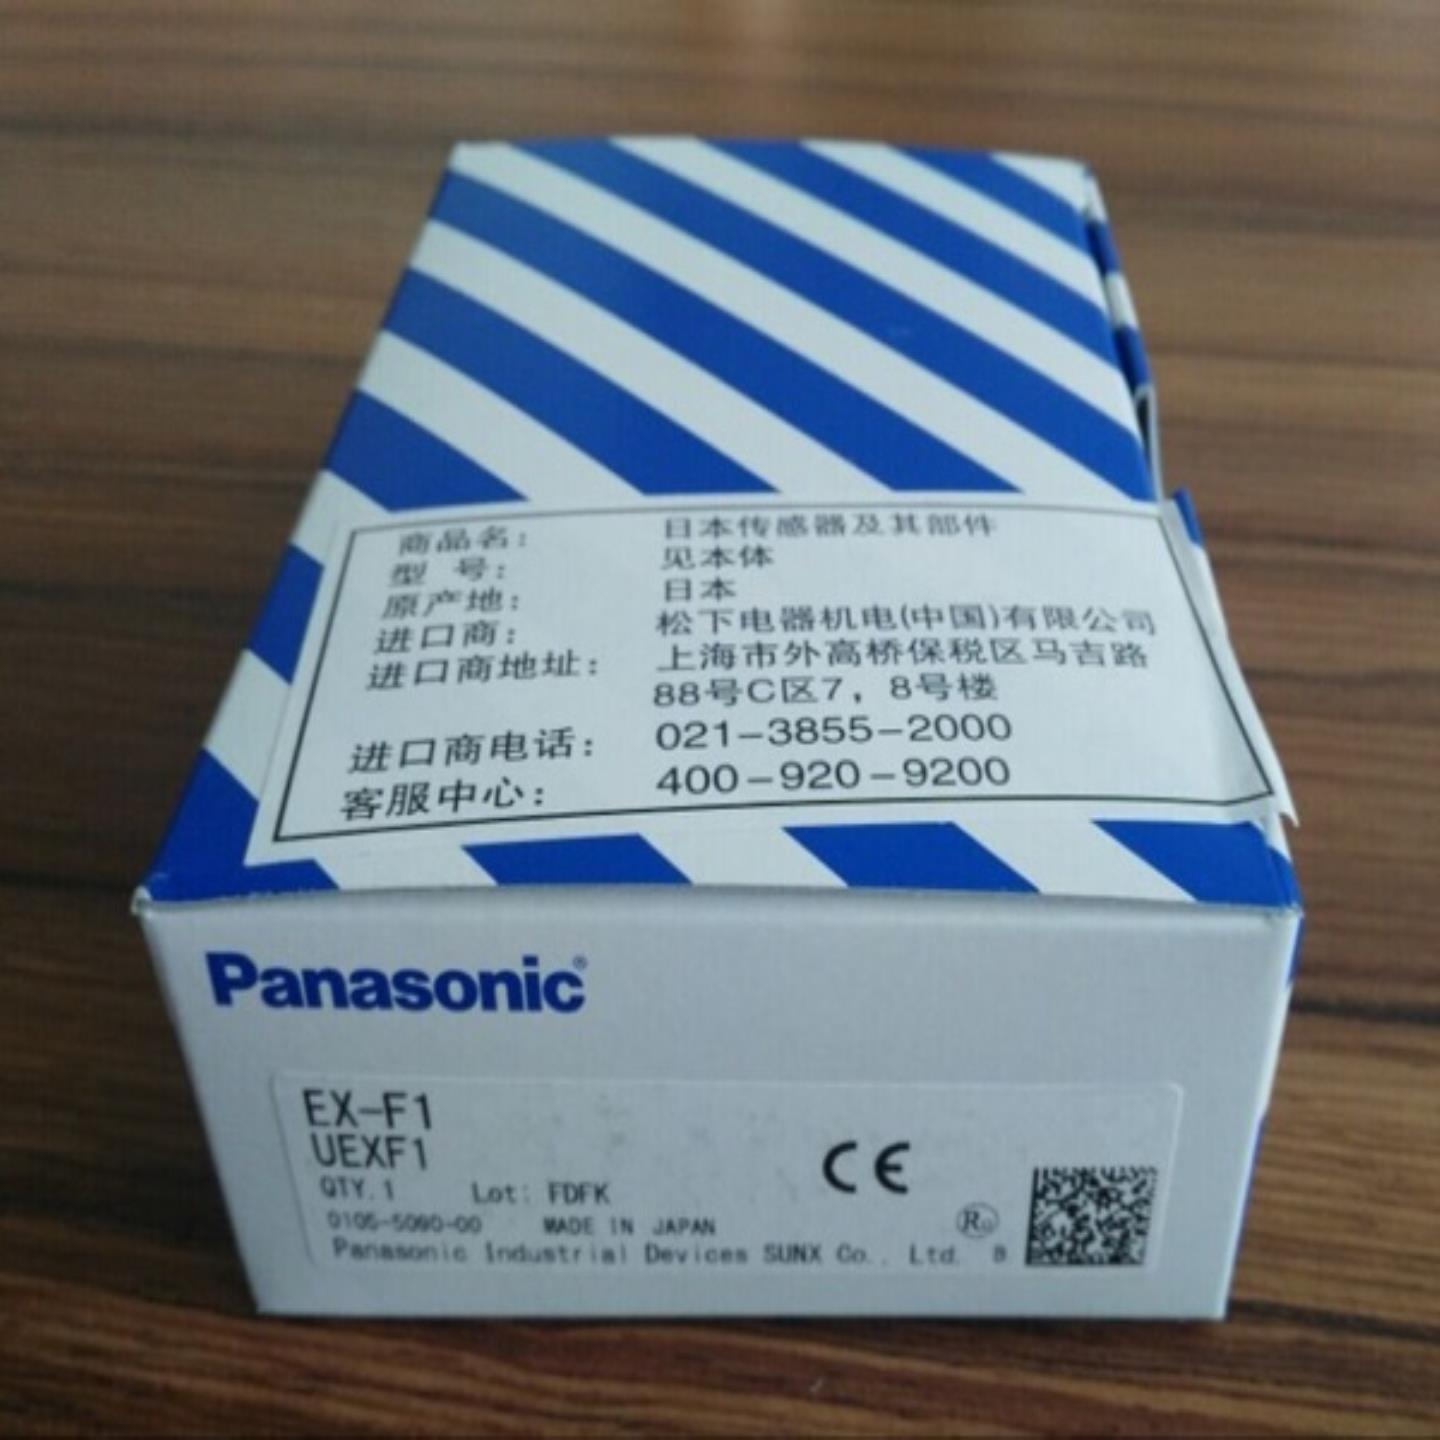 商品名： 日本传感器及其部件
型 号： 见本体
原产地： 日本
进口商： 松下电器机电(中国)有限公司
进口商地址： 上海市外高桥保税区马吉路
88号C区7，8号楼
进口商电话： 021-3855-2000
客服中心： 400-920-9200
Panasonic®
EX-F1
UEXF1
QTY.1 Lot: FDFK
CE
0105-5090-00 MADE IN JAPAN
Panasonic Industrial Devices SUNX Co., Ltd. 8